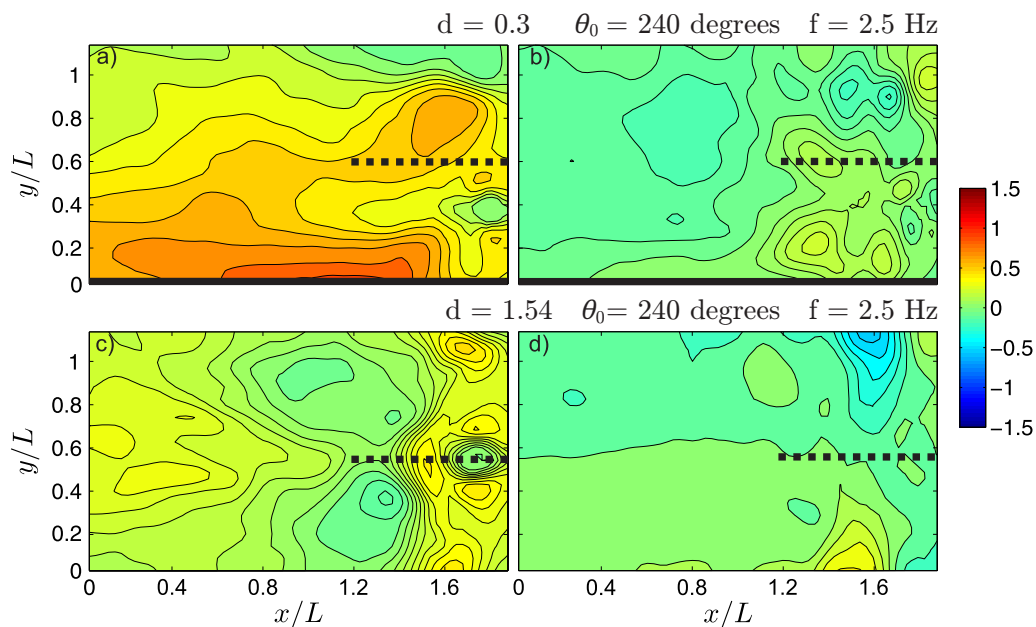 d = 0.3 θ₀ = 240 degrees f = 2.5 Hz
a) b)
1
0.8
0.6
0.4
0.2
0
y/L
d = 1.54 θ₀= 240 degrees f = 2.5 Hz
c) d)
1
0.8
0.6
0.4
0.2
0
y/L
0 0.4 0.8 1.2 1.6 0 0.4 0.8 1.2 1.6
x/L x/L
1.5
1
0.5
0
−0.5
−1
−1.5